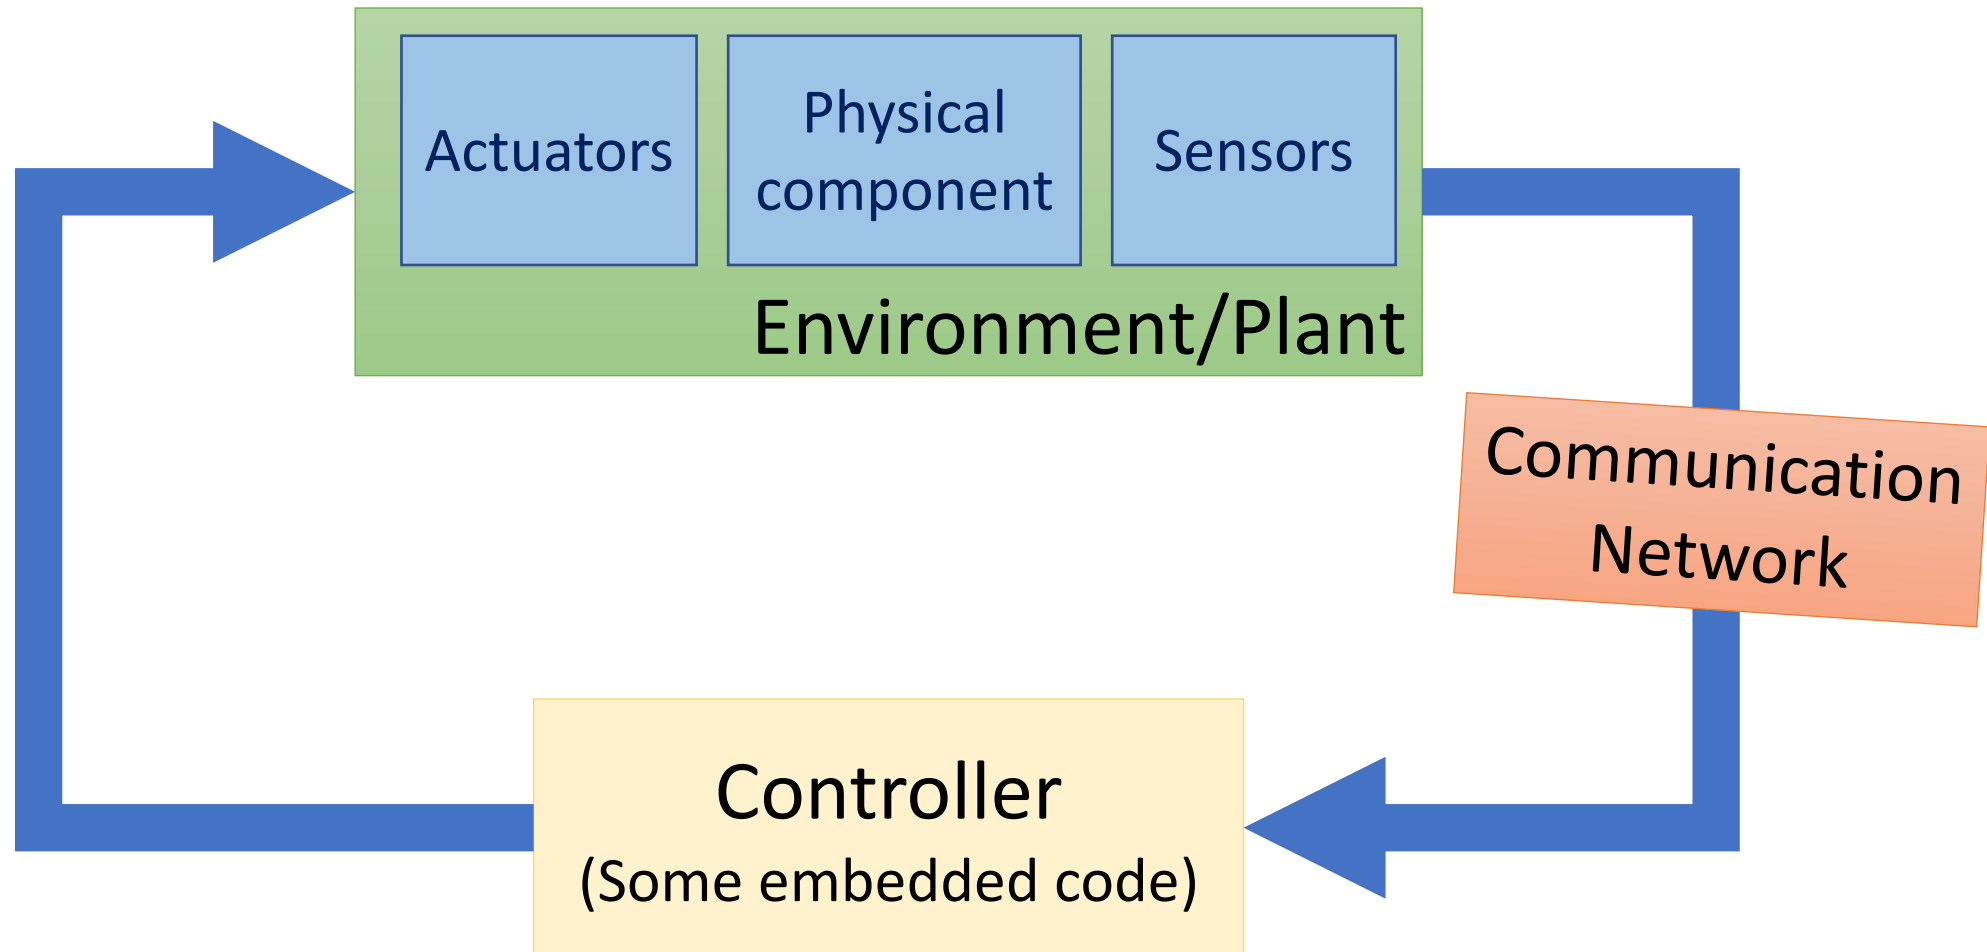 Actuators
Physical
component
Sensors
Environment/Plant
Communication
Network
Controller
(Some embedded code)